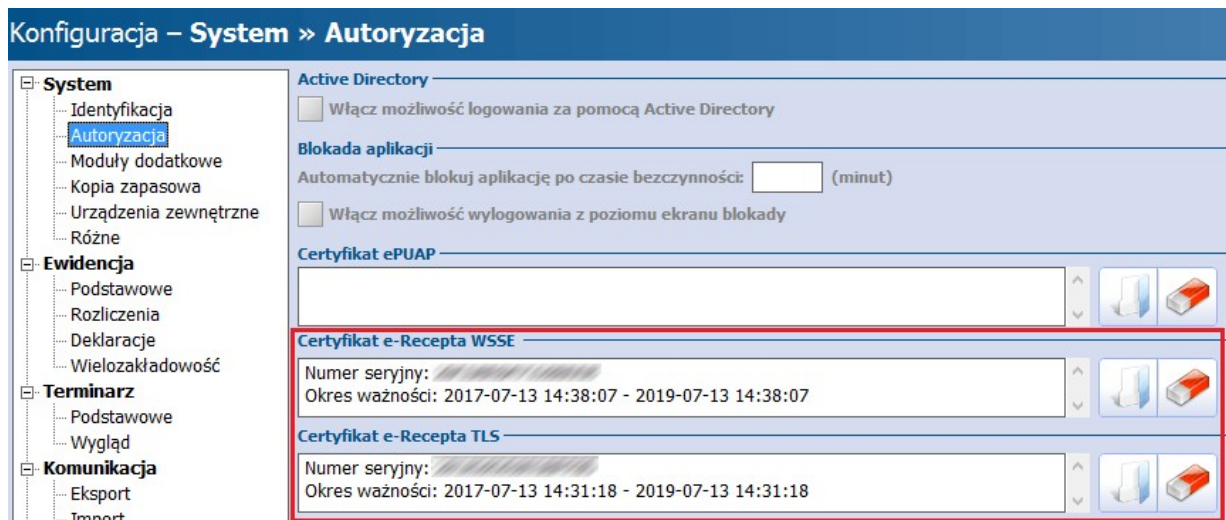 Konfiguracja – System » Autoryzacja
System
Identyfikacja
Autoryzacja
Moduły dodatkowe
Kopia zapasowa
Urządzenia zewnętrzne
Różne
Ewidencja
Podstawowe
Rozliczenia
Deklaracje
Wielozakładowość
Terminarz
Podstawowe
Wygląd
Komunikacja
Eksport
Import
Active Directory
Włącz możliwość logowania za pomocą Active Directory
Blokada aplikacji
Automatycznie blokuj aplikację po czasie bezczynności: (minut)
Włącz możliwość wylogowania z poziomu ekranu blokady
Certyfikat ePUAP
Certyfikat e-Recepta WSSE
Numer seryjny:
Okres ważności: 2017-07-13 14:38:07 - 2019-07-13 14:38:07
Certyfikat e-Recepta TLS
Numer seryjny:
Okres ważności: 2017-07-13 14:31:18 - 2019-07-13 14:31:18